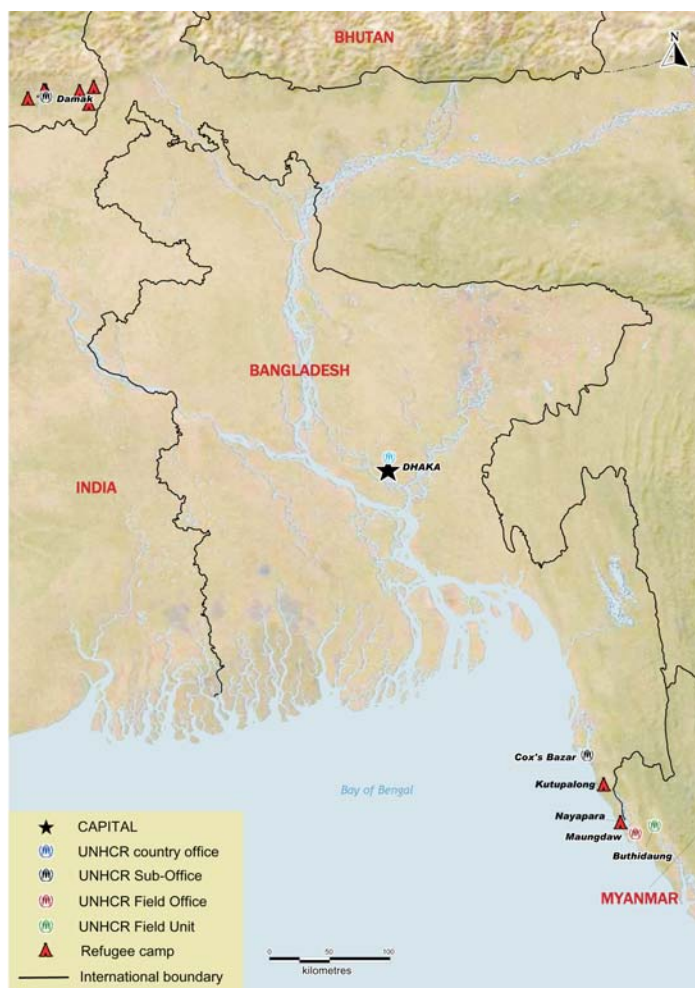 BHUTAN
N
Damak
BANGLADESH
DHAKA
INDIA
Cox's Bazar
Kutupalong
Bay of Bengal
Nayapara
Maungdaw
Buthidaung
MYANMAR
CAPITAL
UNHCR country office
UNHCR Sub-Office
UNHCR Field Office
UNHCR Field Unit
Refugee camp
International boundary
0 50 100
kilometres